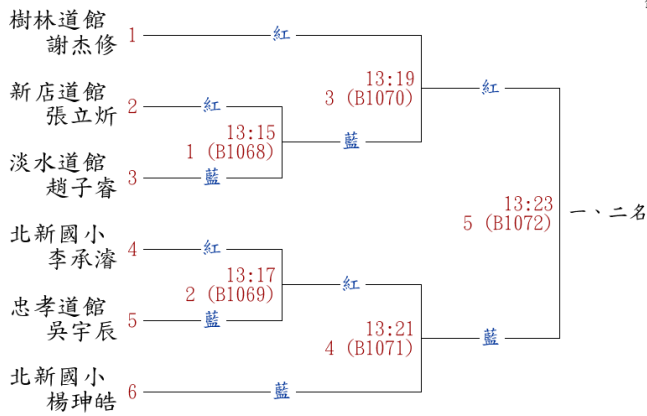 樹林道館
謝杰修 1 紅
13:19
3 (B1070) 紅
新店道館
張立炘 2 紅
13:15
1 (B1068) 藍
淡水道館
趙子睿 3 藍
13:23
5 (B1072) 一、二名
北新國小
李承濬 4 紅
13:17
2 (B1069) 紅
忠孝道館
吳宇辰 5 藍
13:21
4 (B1071) 藍
北新國小
楊珅皓 6 藍